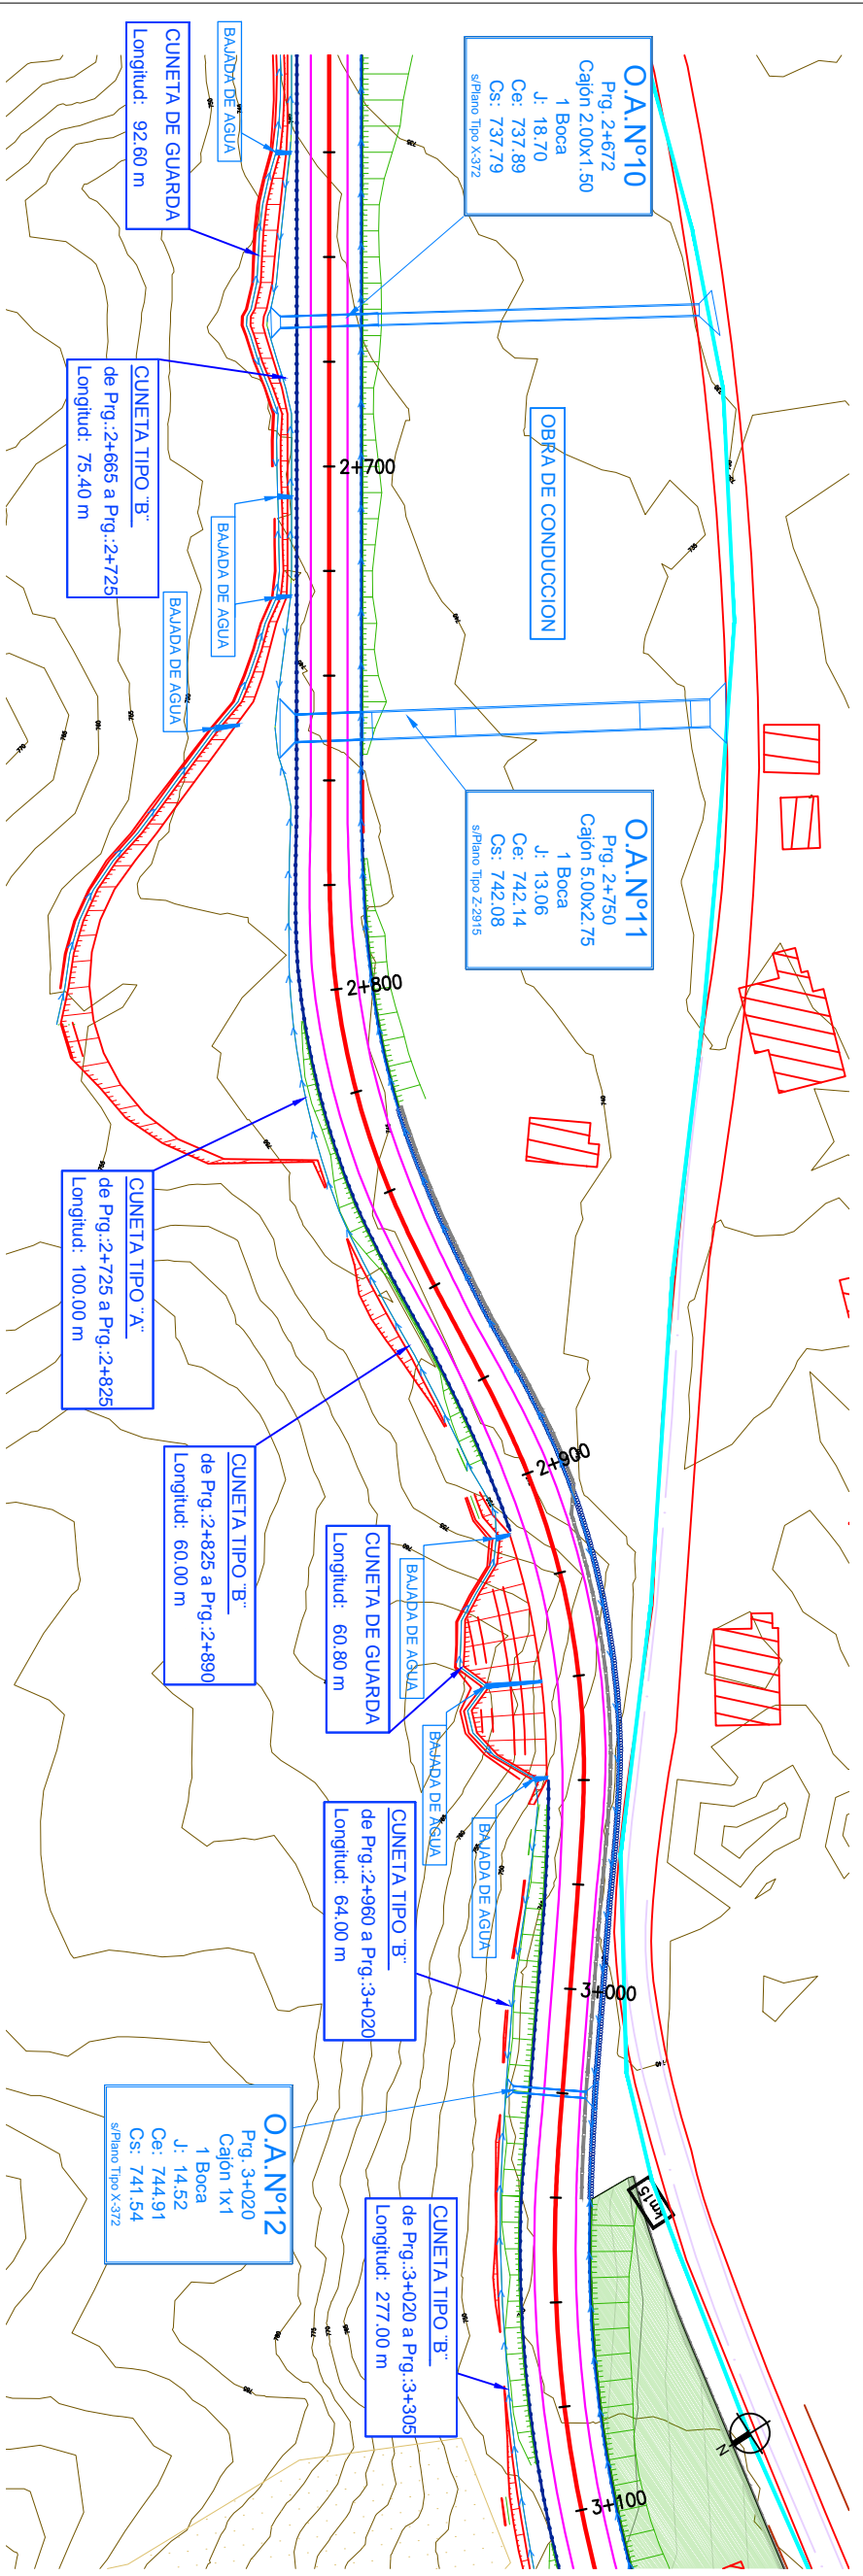 O.A.Nº10
Prg. 2+672
Cajón 2.00x1.50
1 Boca
J: 18.70
Ce: 737.89
Cs: 737.79
s/Plano Tipo X-372
BAJADA DE AGUA
CUNETA DE GUARDA
Longitud: 92.60 m
CUNETA TIPO ¨B¨
de Prg.:2+665 a Prg.:2+725
Longitud: 75.40 m
2+700
OBRA DE CONDUCCION
BAJADA DE AGUA
BAJADA DE AGUA
O.A.Nº11
Prg. 2+750
Cajón 5.00x2.75
1 Boca
J: 13.06
Ce: 742.14
Cs: 742.08
s/Plano Tipo Z-2915
2+800
CUNETA TIPO ¨A¨
de Prg.:2+725 a Prg.:2+825
Longitud: 100.00 m
CUNETA TIPO ¨B¨
de Prg.:2+825 a Prg.:2+890
Longitud: 60.00 m
2+900
CUNETA DE GUARDA
Longitud: 60.80 m
BAJADA DE AGUA
BAJADA DE AGUA
BAJADA DE AGUA
CUNETA TIPO ¨B¨
de Prg.:2+960 a Prg.:3+020
Longitud: 64.00 m
3+000
O.A.Nº12
Prg. 3+020
Cajón 1x1
1 Boca
J: 14.52
Ce: 744.91
Cs: 741.54
s/Plano Tipo X-372
km15
CUNETA TIPO ¨B¨
de Prg.:3+020 a Prg.:3+305
Longitud: 277.00 m
N
3+100